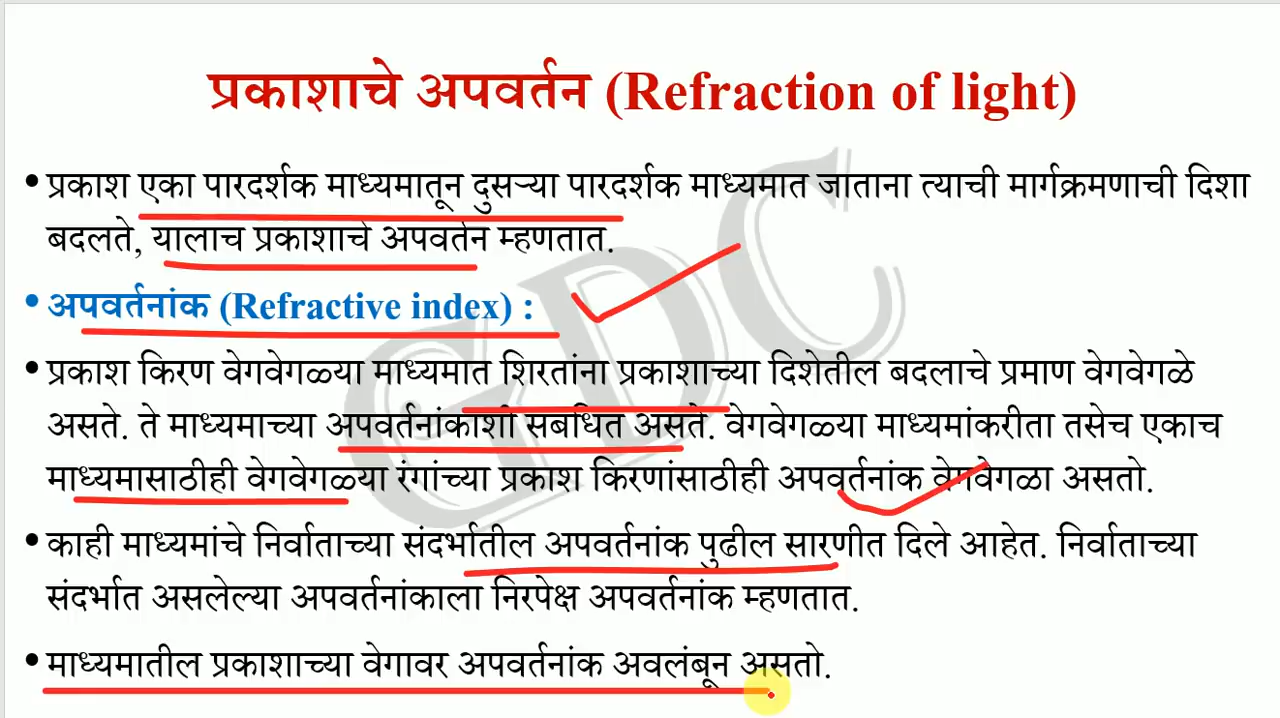 प्रकाशाचे अपवर्तन (Refraction of light)
• प्रकाश एका पारदर्शक माध्यमातून दुसऱ्या पारदर्शक माध्यमात जाताना त्याची मार्गक्रमणाची दिशा
बदलते, यालाच प्रकाशाचे अपवर्तन म्हणतात.
• अपवर्तनांक (Refractive index) :
• प्रकाश किरण वेगवेगळ्या माध्यमात शिरतांना प्रकाशाच्या दिशेतील बदलाचे प्रमाण वेगवेगळे
असते. ते माध्यमाच्या अपवर्तनांकाशी संबंधित असते. वेगवेगळ्या माध्यमांकरीता तसेच एकाच
माध्यमासाठीही वेगवेगळ्या रंगांच्या प्रकाश किरणांसाठीही अपवर्तनांक वेगवेगळा असतो.
• काही माध्यमांचे निर्वाताच्या संदर्भातील अपवर्तनांक पुढील सारणीत दिले आहेत. निर्वाताच्या
संदर्भात असलेल्या अपवर्तनांकाला निरपेक्ष अपवर्तनांक म्हणतात.
• माध्यमातील प्रकाशाच्या वेगावर अपवर्तनांक अवलंबून असतो.
GDC